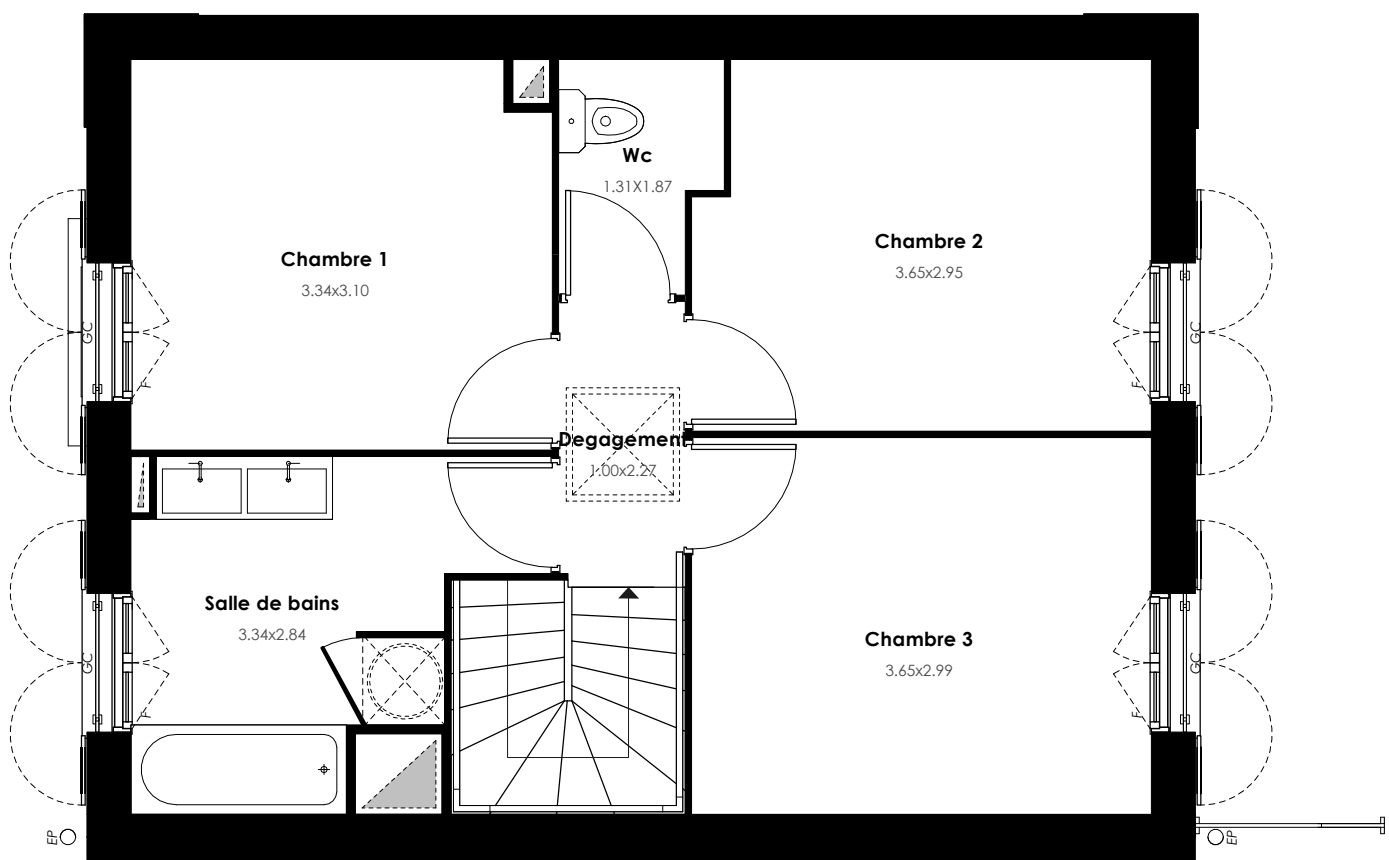 Wc
1.31X1.87
Chambre 1
3.34x3.10
Chambre 2
3.65x2.95
GC
F
F
GC
Degagement
1.00x2.27
Salle de bains
3.34x2.84
Chambre 3
3.65x2.99
GC
F
F
GC
EP
EP